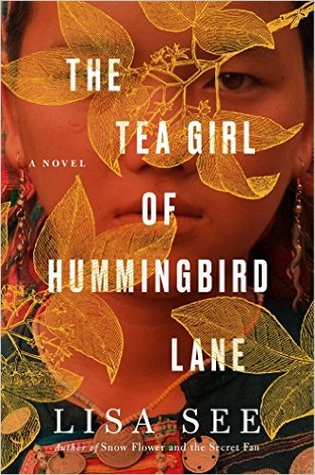 THE
TEA GIRL
A NOVEL
OF
HUMMINGBIRD
LANE
LISA SEE
Author of Snow Flower and the Secret Fan